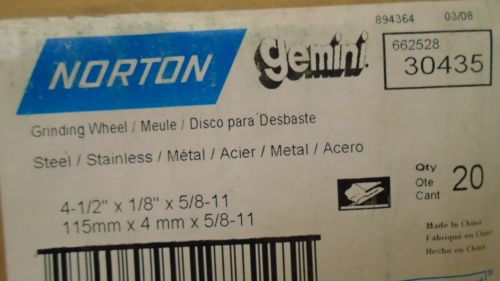 894364 03/08
NORTON gemini
662528
30435
Grinding Wheel / Meule / Disco para Desbaste
Steel / Stainless / Métal / Acier / Metal / Acero
4-1/2" x 1/8" x 5/8-11
115mm x 4 mm x 5/8-11
Qty
Qte
Cant
20
Made in China
Fabriqué en Chine
Hecho en China